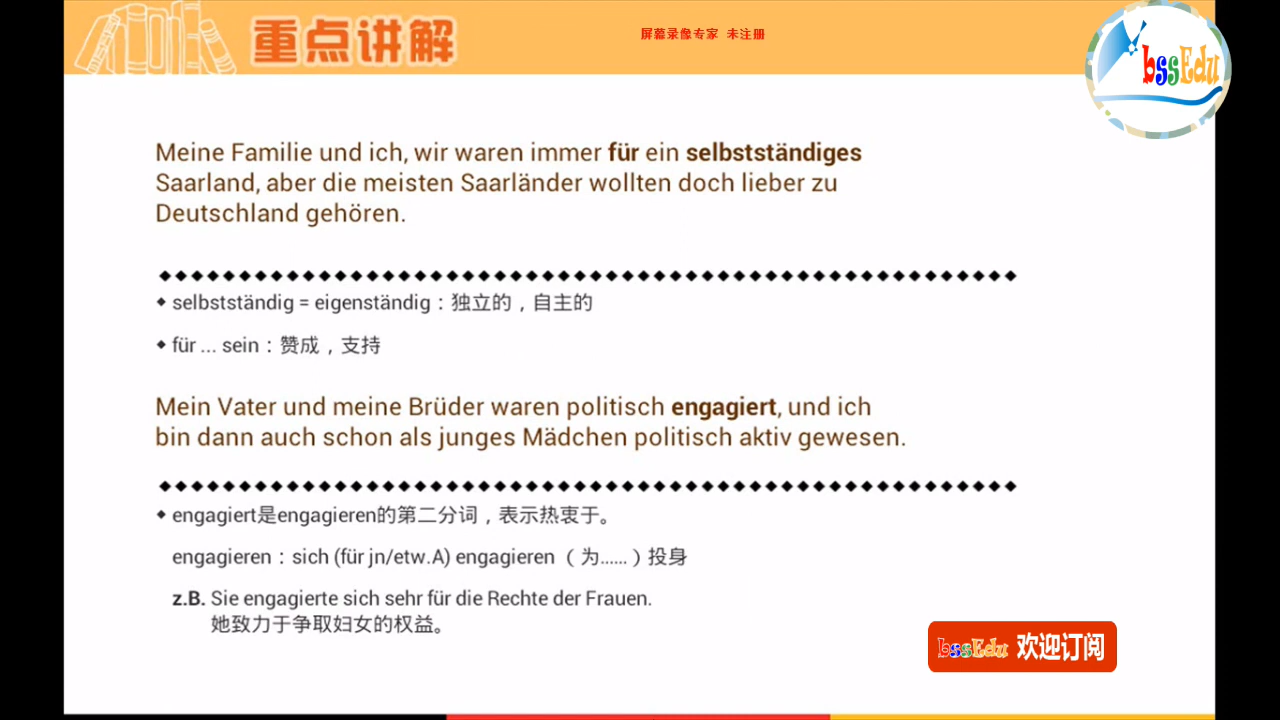 重点讲解
屏幕录像专家 未注册
bssEdu
Meine Familie und ich, wir waren immer für ein selbstständiges
Saarland, aber die meisten Saarländer wollten doch lieber zu
Deutschland gehören.
◆ selbstständig = eigenständig：独立的，自主的
◆ für ... sein：赞成，支持
Mein Vater und meine Brüder waren politisch engagiert, und ich
bin dann auch schon als junges Mädchen politisch aktiv gewesen.
◆ engagiert是engagieren的第二分词，表示热衷于。
engagieren：sich (für jn/etw.A) engagieren （为......）投身
z.B. Sie engagierte sich sehr für die Rechte der Frauen.
她致力于争取妇女的权益。
bssEdu 欢迎订阅